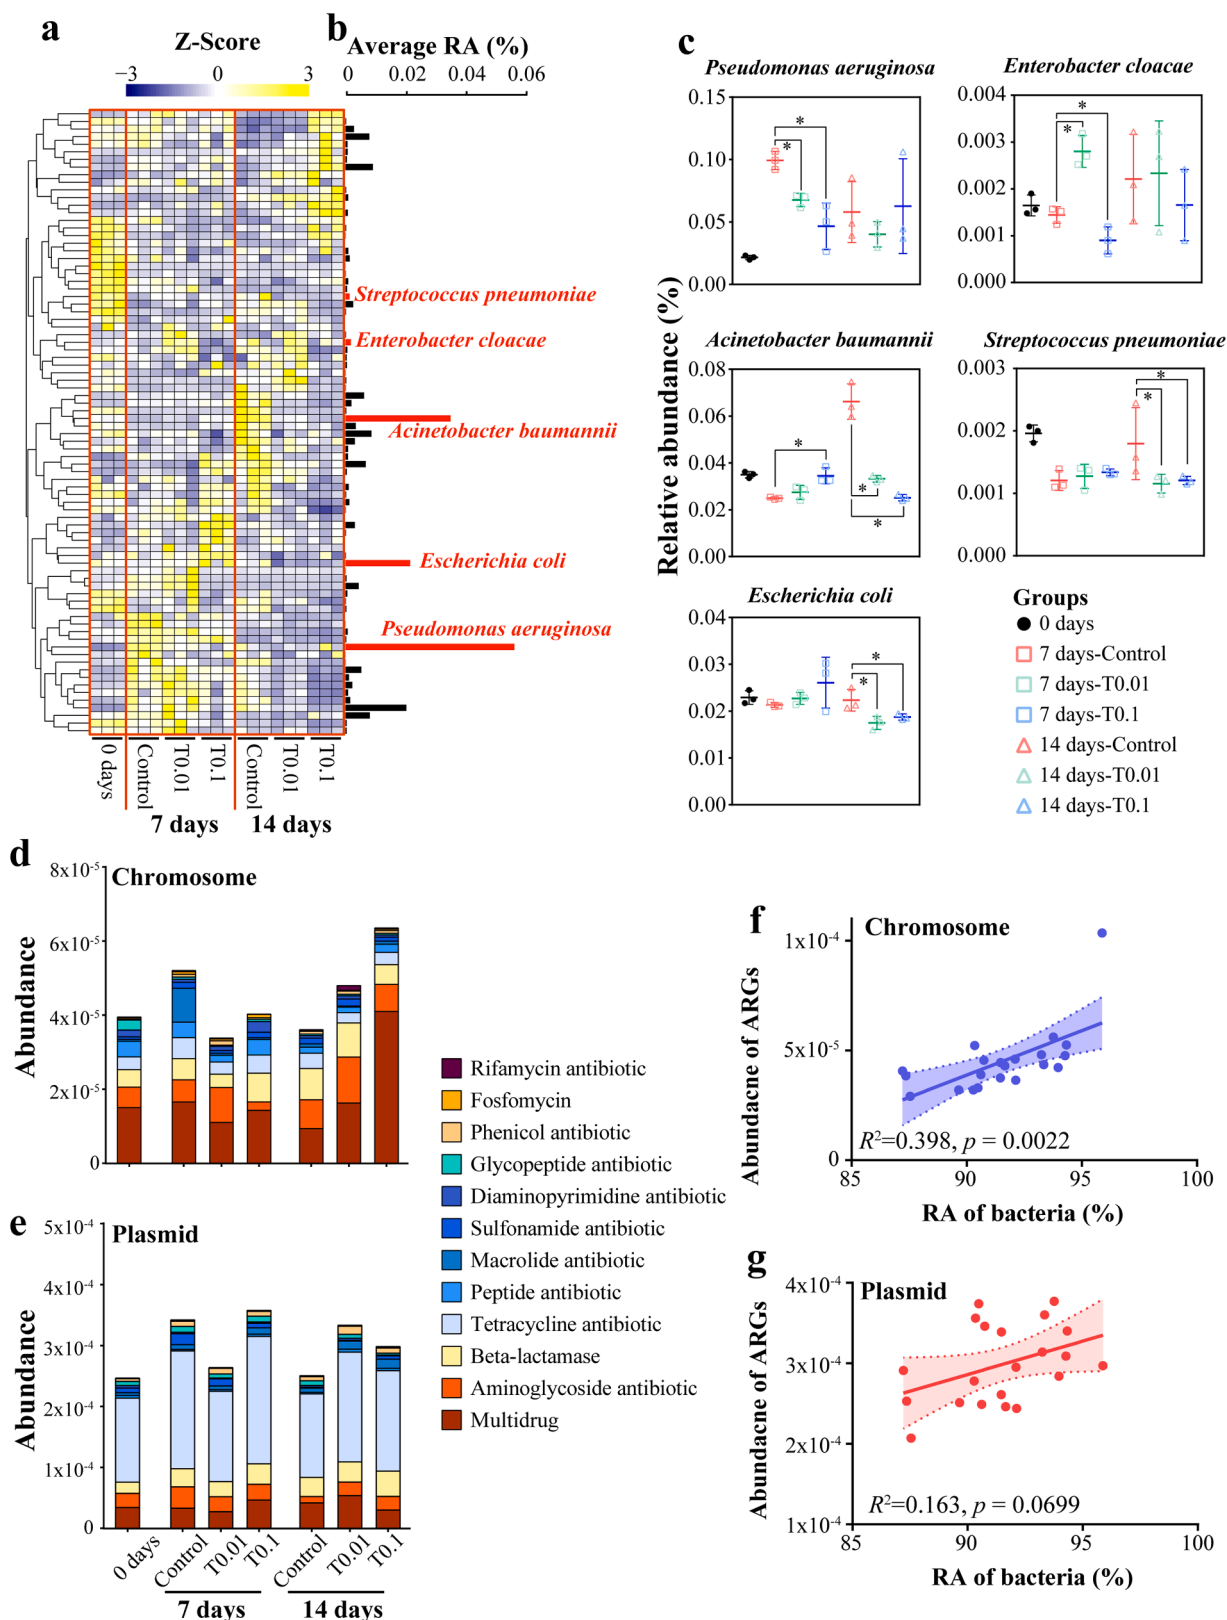 a
Z-Score
−3 0 3
b
Average RA (%)
0 0.02 0.04 0.06
Streptococcus pneumoniae
Enterobacter cloacae
Acinetobacter baumannii
Escherichia coli
Pseudomonas aeruginosa
0 days
Control
T0.01
T0.1
Control
T0.01
T0.1
7 days
14 days
c
Relative abundance (%)
Pseudomonas aeruginosa
0.15
0.10
0.05
0.00
*
*
Enterobacter cloacae
0.004
0.003
0.002
0.001
0.000
*
*
Acinetobacter baumannii
0.08
0.06
0.04
0.02
0.00
*
*
*
Streptococcus pneumoniae
0.003
0.002
0.001
0.000
*
*
Escherichia coli
0.04
0.03
0.02
0.01
0.00
*
*
Groups
0 days
7 days-Control
7 days-T0.01
7 days-T0.1
14 days-Control
14 days-T0.01
14 days-T0.1
d
Chromosome
Abundance
8x10⁻⁵
6x10⁻⁵
4x10⁻⁵
2x10⁻⁵
0
e
Plasmid
Abundance
5x10⁻⁴
4x10⁻⁴
3x10⁻⁴
2x10⁻⁴
1x10⁻⁴
0
0 days
Control
T0.01
T0.1
Control
T0.01
T0.1
7 days
14 days
Rifamycin antibiotic
Fosfomycin
Phenicol antibiotic
Glycopeptide antibiotic
Diaminopyrimidine antibiotic
Sulfonamide antibiotic
Macrolide antibiotic
Peptide antibiotic
Tetracycline antibiotic
Beta-lactamase
Aminoglycoside antibiotic
Multidrug
f
Chromosome
Abundacne of ARGs
1x10⁻⁴
5x10⁻⁵
0
R²=0.398, p = 0.0022
85 90 95 100
RA of bacteria (%)
g
Plasmid
Abundacne of ARGs
4x10⁻⁴
3x10⁻⁴
2x10⁻⁴
1x10⁻⁴
R²=0.163, p = 0.0699
85 90 95 100
RA of bacteria (%)